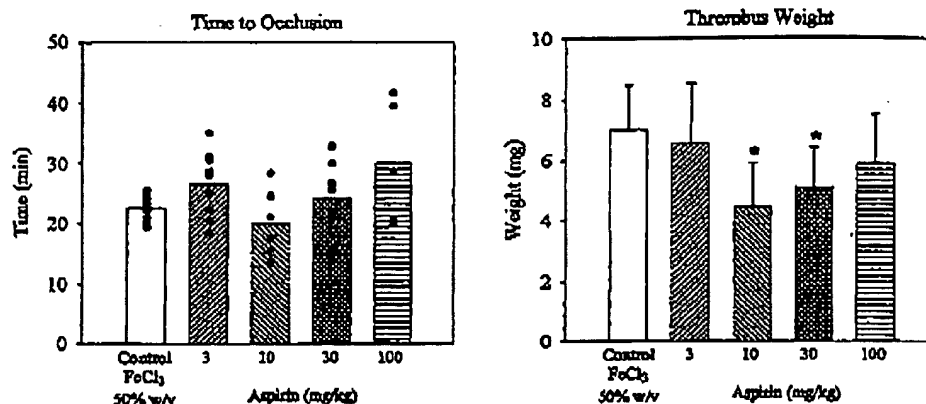 Time to Occlusion
50
40
30
20
10
0
Time (min)
Control
FeCl3
50% w/v
3
10
30
100
Aspirin (mg/kg)
Thrombus Weight
10
8
6
4
2
0
Weight (mg)
*
*
Control
FeCl3
50% w/v
3
10
30
100
Aspirin (mg/kg)